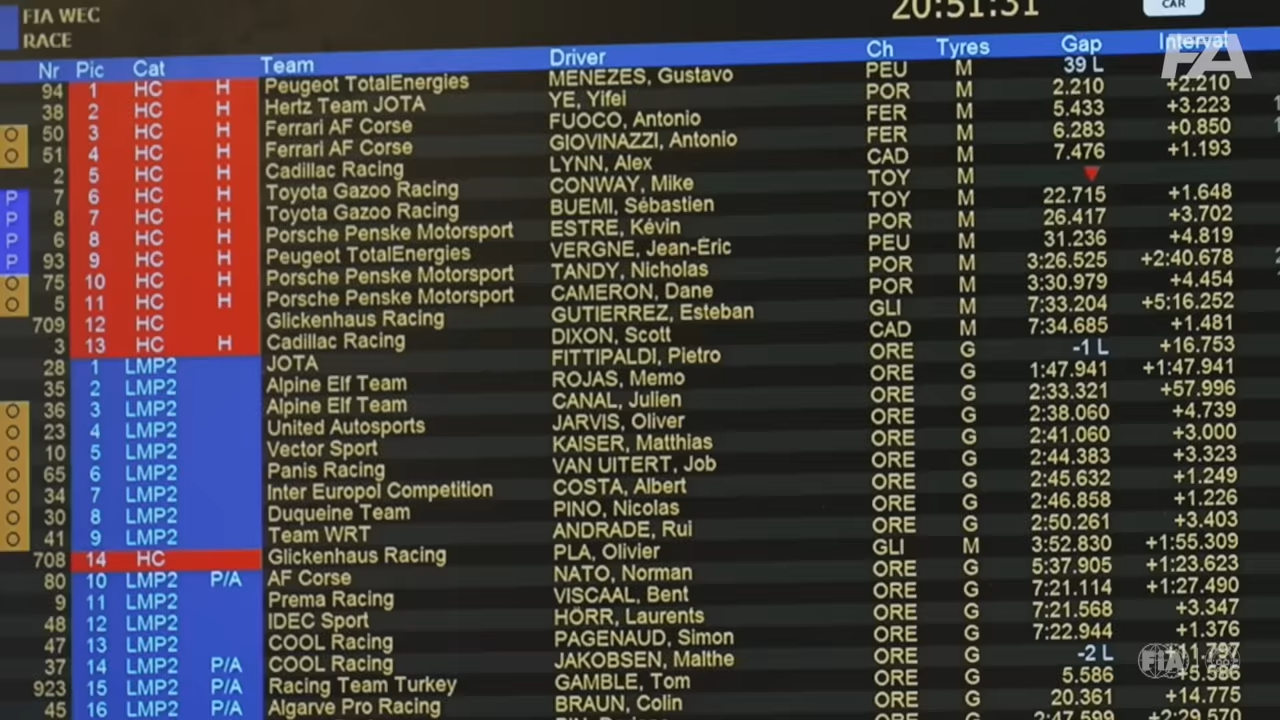 FIA WEC
RACE
20:51:31
CAR
FA
Nr Pic Cat Team Driver Ch Tyres Gap Interval
94 1 HC H Peugeot TotalEnergies MENEZES, Gustavo PEU M 39 L
38 2 HC H Hertz Team JOTA YE, Yifei POR M 2.210 +2.210
O 50 3 HC H Ferrari AF Corse FUOCO, Antonio FER M 5.433 +3.223
O 51 4 HC H Ferrari AF Corse GIOVINAZZI, Antonio FER M 6.283 +0.850
2 5 HC H Cadillac Racing LYNN, Alex CAD M 7.476 +1.193
P 7 6 HC H Toyota Gazoo Racing CONWAY, Mike TOY M
P 8 7 HC H Toyota Gazoo Racing BUEMI, Sébastien TOY M 22.715 +1.648
P 6 8 HC H Porsche Penske Motorsport ESTRE, Kévin POR M 26.417 +3.702
P 93 9 HC H Peugeot TotalEnergies VERGNE, Jean-Éric PEU M 31.236 +4.819
O 75 10 HC H Porsche Penske Motorsport TANDY, Nicholas POR M 3:26.525 +2:40.678
O 5 11 HC H Porsche Penske Motorsport CAMERON, Dane POR M 3:30.979 +4.454
709 12 HC Glickenhaus Racing GUTIERREZ, Esteban GLI M 7:33.204 +5:16.252
3 13 HC H Cadillac Racing DIXON, Scott CAD M 7:34.685 +1.481
28 1 LMP2 JOTA FITTIPALDI, Pietro ORE G -1 L +16.753
35 2 LMP2 Alpine Elf Team ROJAS, Memo ORE G 1:47.941 +1:47.941
O 36 3 LMP2 Alpine Elf Team CANAL, Julien ORE G 2:33.321 +57.996
O 23 4 LMP2 United Autosports JARVIS, Oliver ORE G 2:38.060 +4.739
O 10 5 LMP2 Vector Sport KAISER, Matthias ORE G 2:41.060 +3.000
O 65 6 LMP2 Panis Racing VAN UITERT, Job ORE G 2:44.383 +3.323
O 34 7 LMP2 Inter Europol Competition COSTA, Albert ORE G 2:45.632 +1.249
O 30 8 LMP2 Duqueine Team PINO, Nicolas ORE G 2:46.858 +1.226
O 41 9 LMP2 Team WRT ANDRADE, Rui ORE G 2:50.261 +3.403
708 14 HC Glickenhaus Racing PLA, Olivier GLI M 3:52.830 +1:55.309
80 10 LMP2 P/A AF Corse NATO, Norman ORE G 5:37.905 +1:23.623
9 11 LMP2 Prema Racing VISCAAL, Bent ORE G 7:21.114 +1:27.490
48 12 LMP2 IDEC Sport HÖRR, Laurents ORE G 7:21.568 +3.347
47 13 LMP2 COOL Racing PAGENAUD, Simon ORE G 7:22.944 +1.376
37 14 LMP2 P/A COOL Racing JAKOBSEN, Malthe ORE G -2 L +11.797
923 15 LMP2 P/A Racing Team Turkey GAMBLE, Tom ORE G 5.586 +5.586
45 16 LMP2 P/A Algarve Pro Racing BRAUN, Colin ORE G 20.361 +14.775
FIA